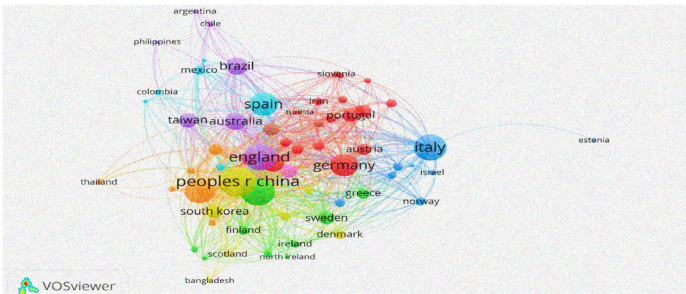 argentina
chile
philippines
brazil
mexico
slovenia
colombia
spain
iran
tunisia
portugal
taiwan
australia
estonia
italy
austria
england
germany
israel
thailand
peoples r china
greece
norway
south korea
sweden
finland
denmark
ireland
scotland
north ireland
bangladesh
VOSviewer